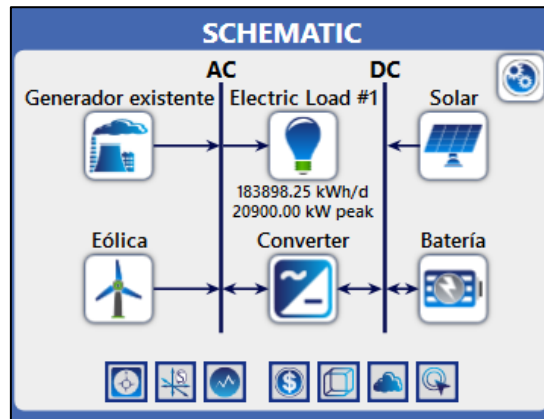 SCHEMATIC
AC DC
Generador existente Electric Load #1 Solar
183898.25 kWh/d
20900.00 kW peak
Eólica Converter Batería